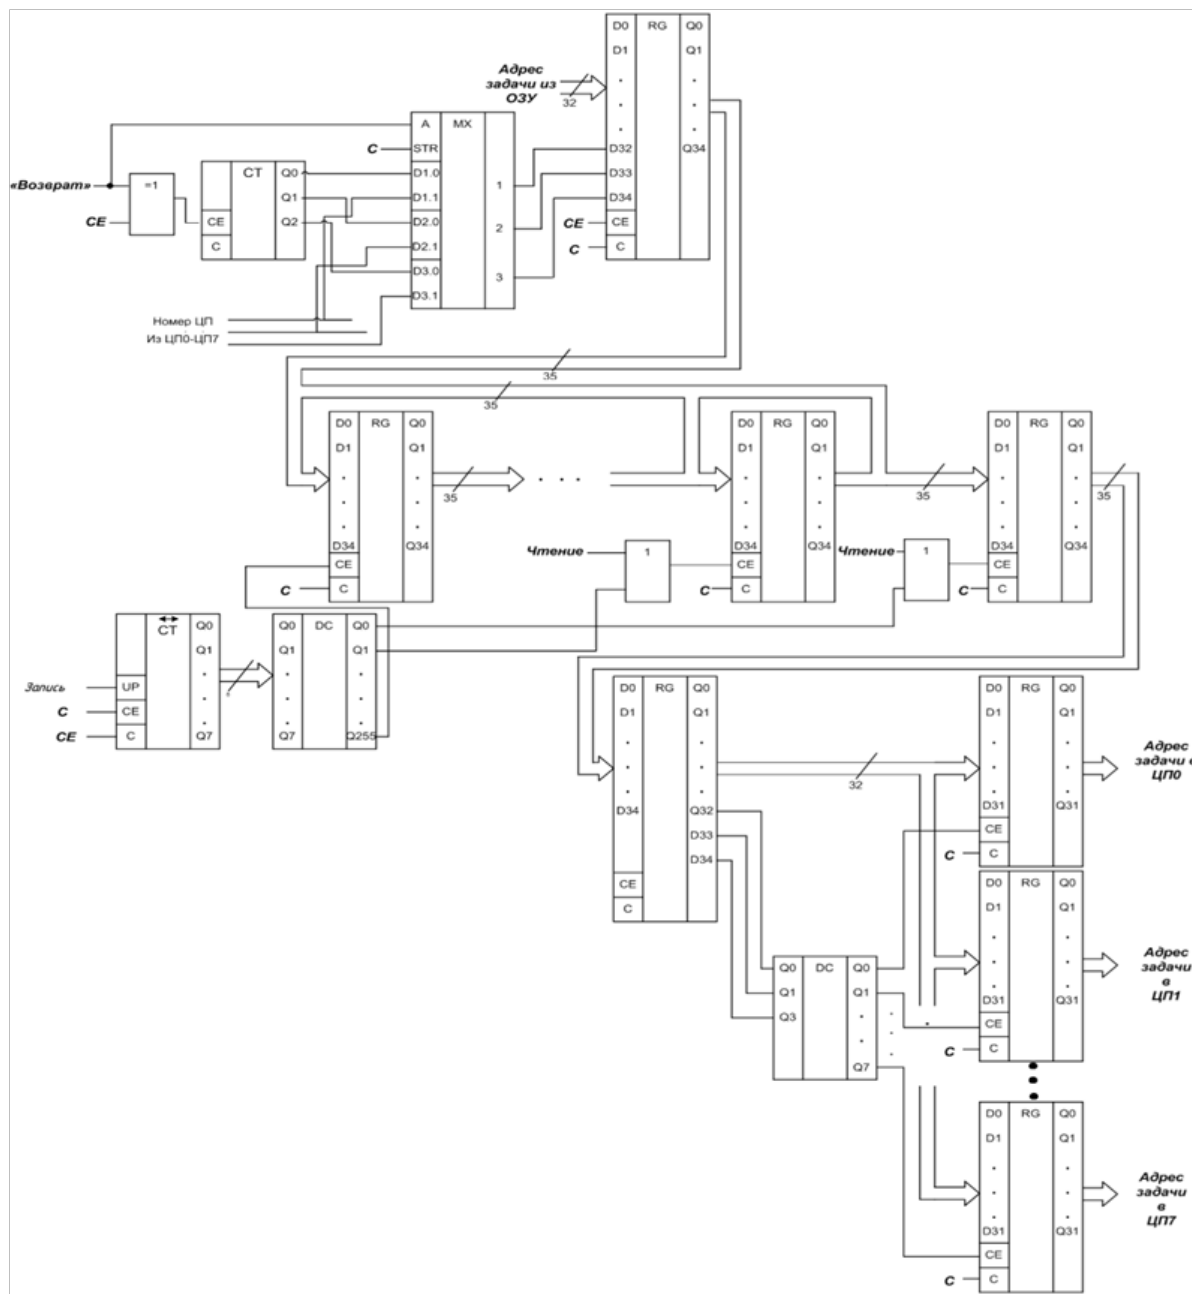 D0 RG Q0
D1 Q1
Адрес
задачи из
ОЗУ
32
D32 Q34
D33
D34
CE
CE
C
C
A MX
C
STR
D1.0 1
D1.1
D2.0 2
D2.1
D3.0 3
D3.1
«Возврат»
=1
CE
CT Q0
Q1
CE Q2
C
Номер ЦП
Из ЦП0-ЦП7
35
35
D0 RG Q0
D1 Q1
35
D34 Q34
CE
C
C
Чтение
1
D0 RG Q0
D1 Q1
35
D34 Q34
CE
C
C
Чтение
1
D0 RG Q0
D1 Q1
35
D34 Q34
CE
C
C
CT Q0
Q1
Запись
UP
C
CE
CE
C Q7
Q0 DC Q0
Q1 Q1
Q7 Q255
D0 RG Q0
D1 Q1
32
D34 Q32
D33
D34
CE
C
Q0 DC Q0
Q1 Q1
Q3
Q7
D0 RG Q0
D1 Q1
D31 Q31
CE
C
C
Адрес
задачи в
ЦП0
D0 RG Q0
D1 Q1
D31 Q31
CE
C
C
Адрес
задачи
в
ЦП1
D0 RG Q0
D1 Q1
D31 Q31
CE
C
C
Адрес
задачи
в
ЦП7